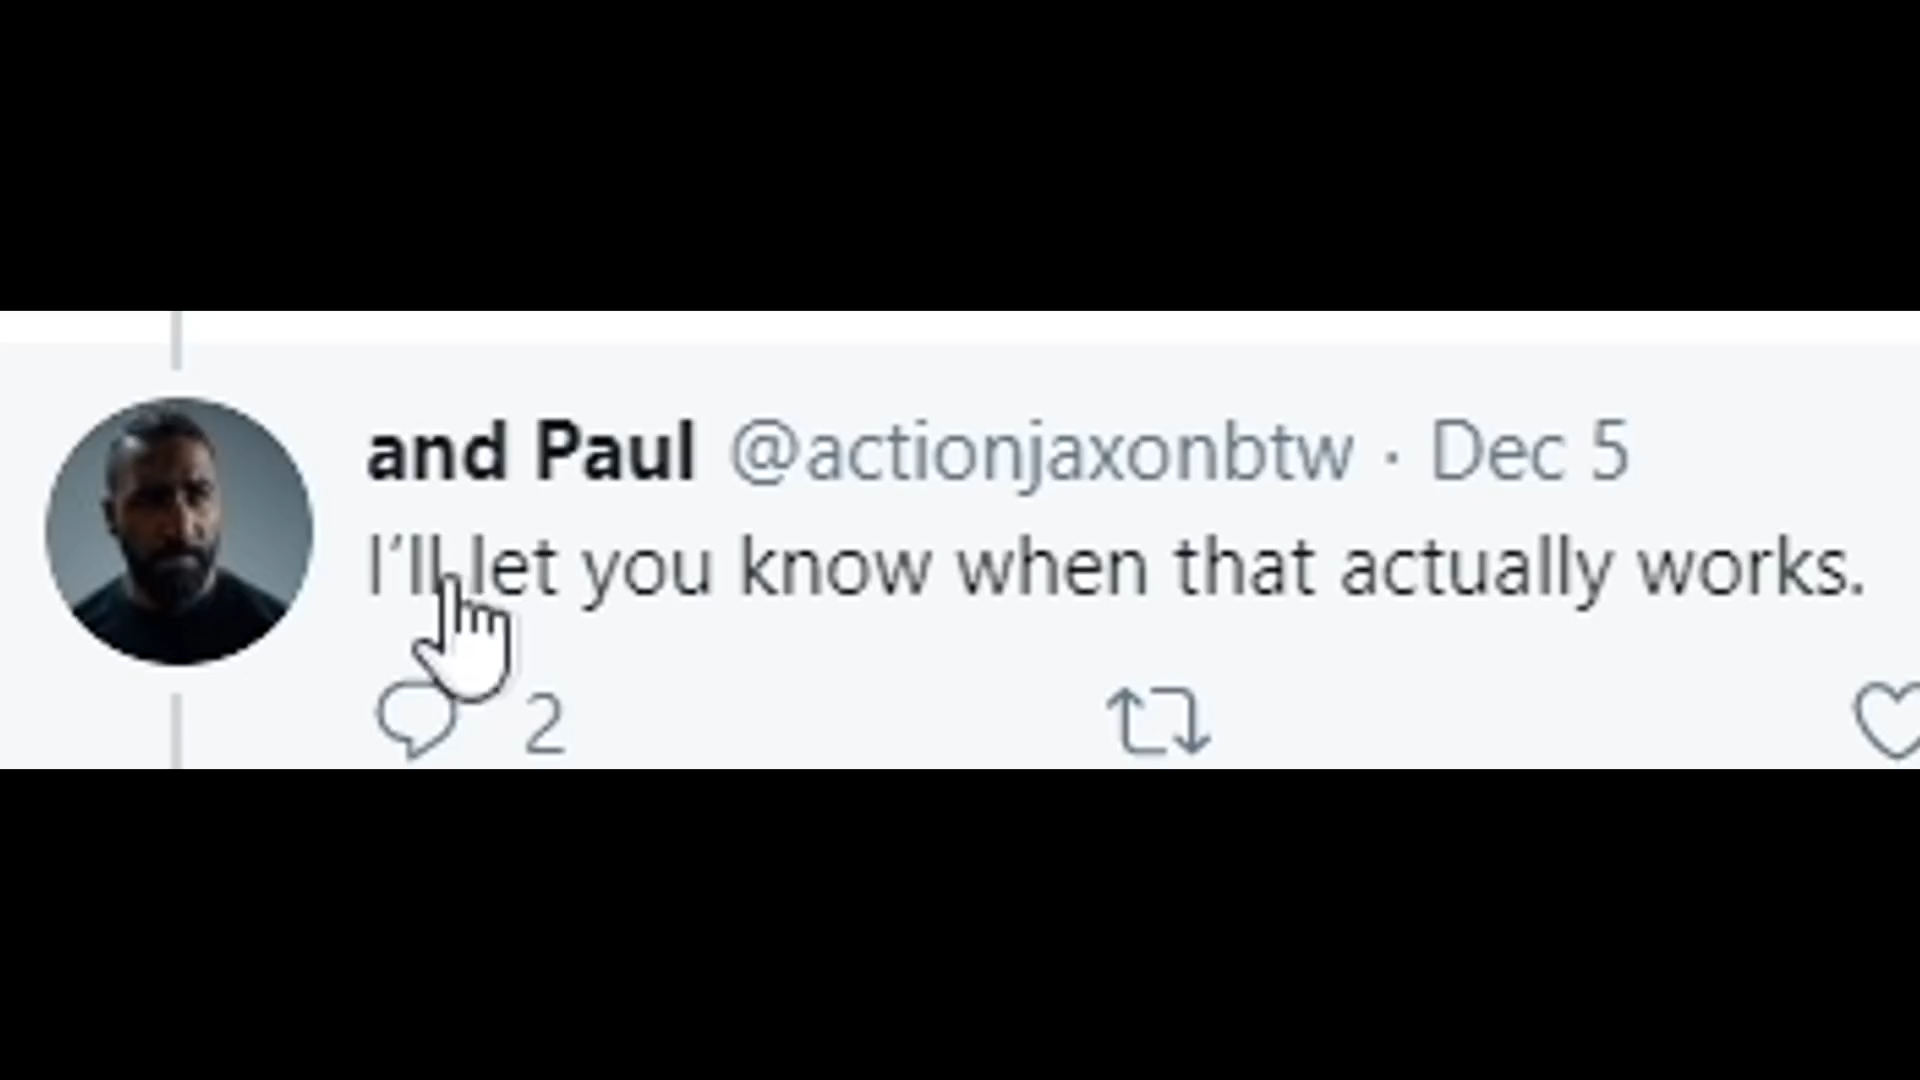 and Paul @actionjaxonbtw · Dec 5
I'll let you know when that actually works.
2